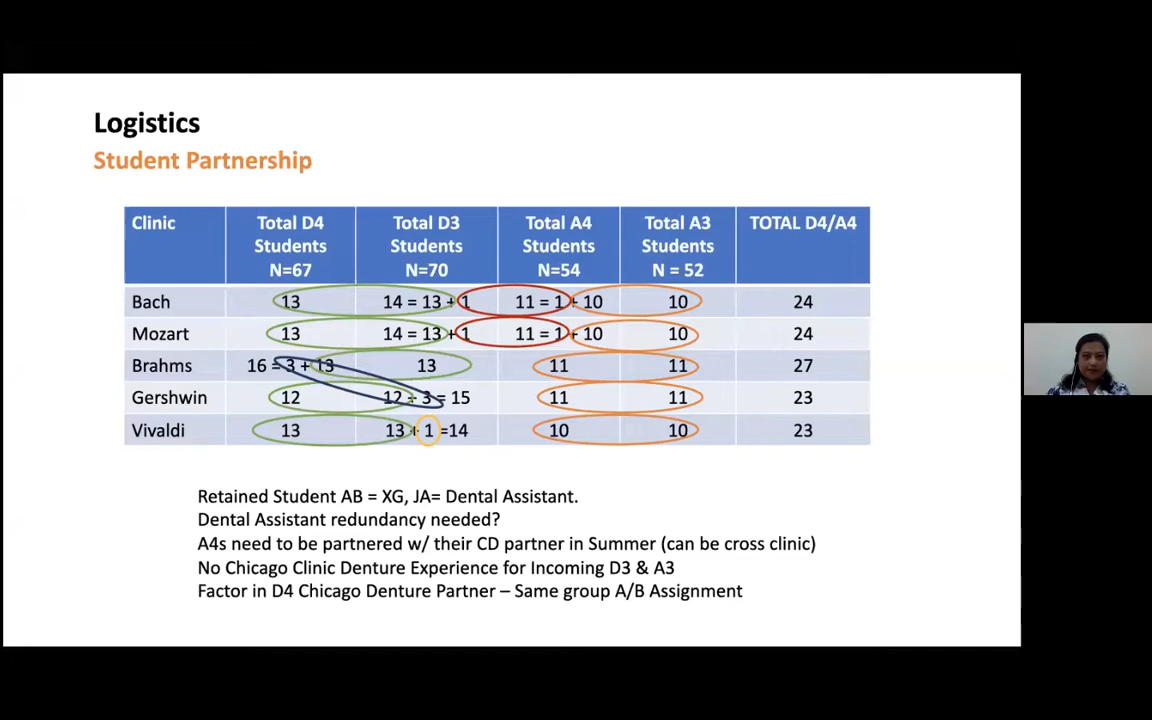 Logistics
Student Partnership
Clinic Total D4 Students N=67 Total D3 Students N=70 Total A4 Students N=54 Total A3 Students N = 52 TOTAL D4/A4
Bach 13 14 = 13 + 1 11 = 1 + 10 10 24
Mozart 13 14 = 13 + 1 11 = 1 + 10 10 24
Brahms 16 = 3 + 13 13 11 11 27
Gershwin 12 12 + 3 = 15 11 11 23
Vivaldi 13 13 + 1 =14 10 10 23
Retained Student AB = XG, JA= Dental Assistant.
Dental Assistant redundancy needed?
A4s need to be partnered w/ their CD partner in Summer (can be cross clinic)
No Chicago Clinic Denture Experience for Incoming D3 & A3
Factor in D4 Chicago Denture Partner – Same group A/B Assignment